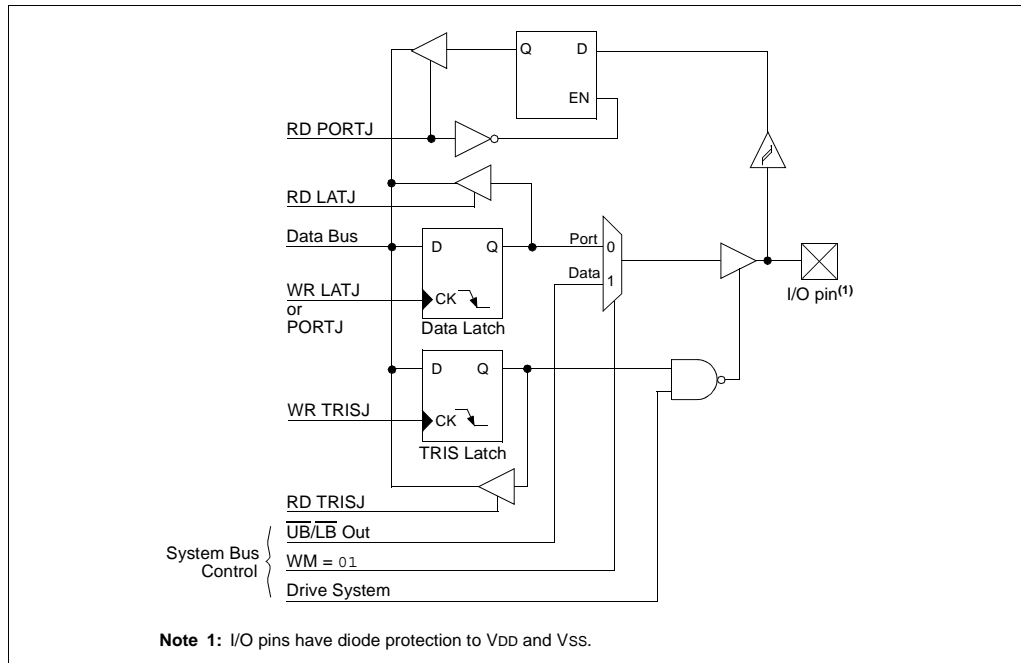 Q D
EN
RD PORTJ
RD LATJ
Data Bus
D Q
Port 0
Data 1
I/O pin(1)
WR LATJ
or
PORTJ
CK
Data Latch
D Q
WR TRISJ
CK
TRIS Latch
RD TRISJ
UB/LB Out
System Bus
Control
WM = 01
Drive System
Note 1: I/O pins have diode protection to VDD and VSS.